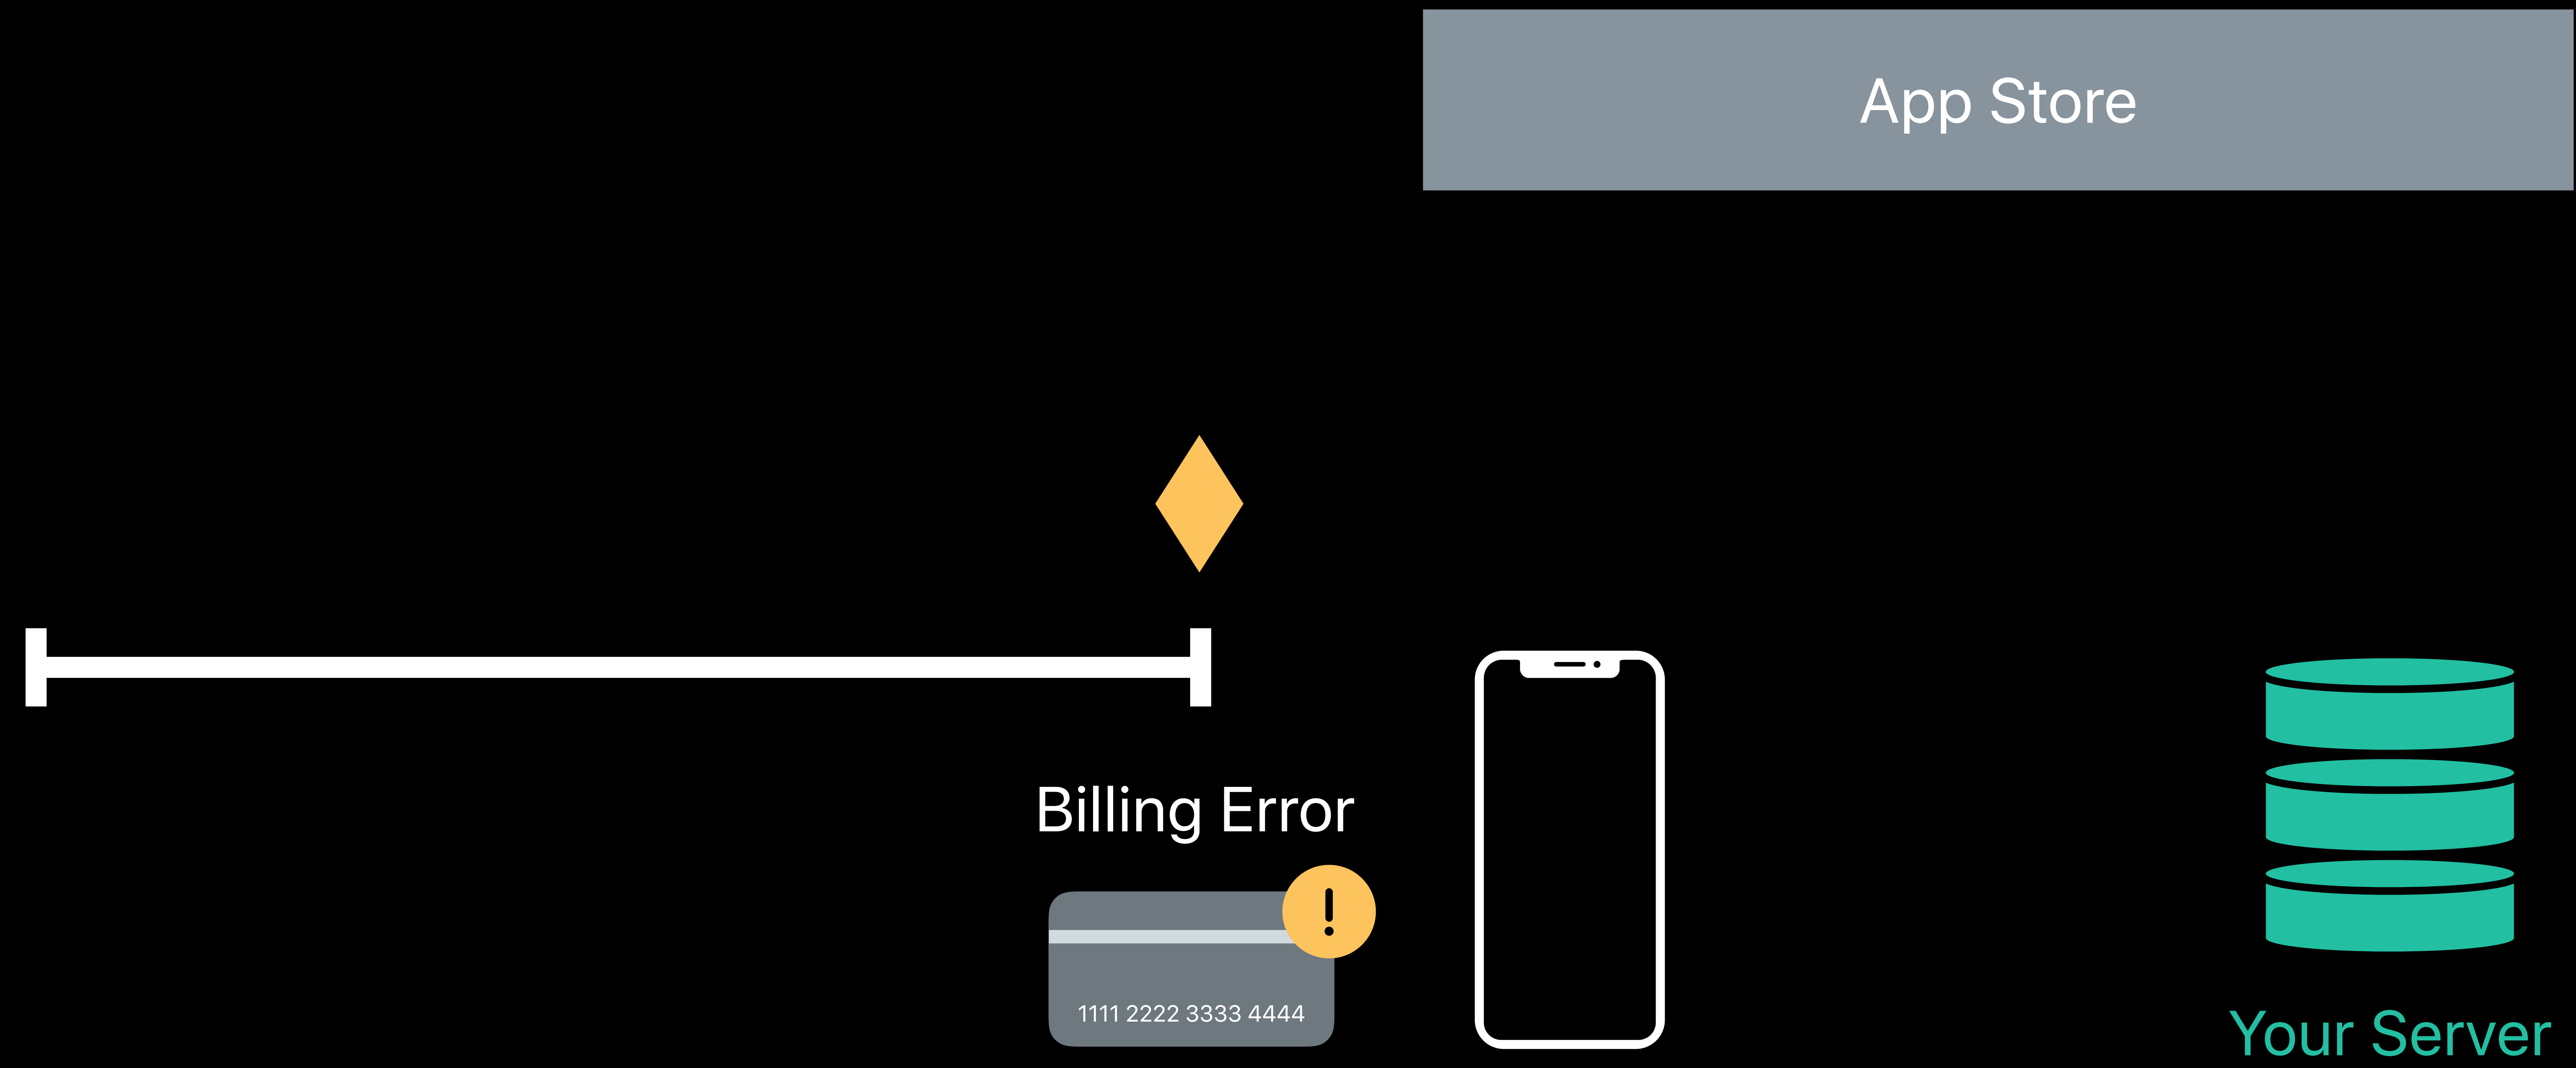 App Store
Billing Error
!
1111 2222 3333 4444
Your Server